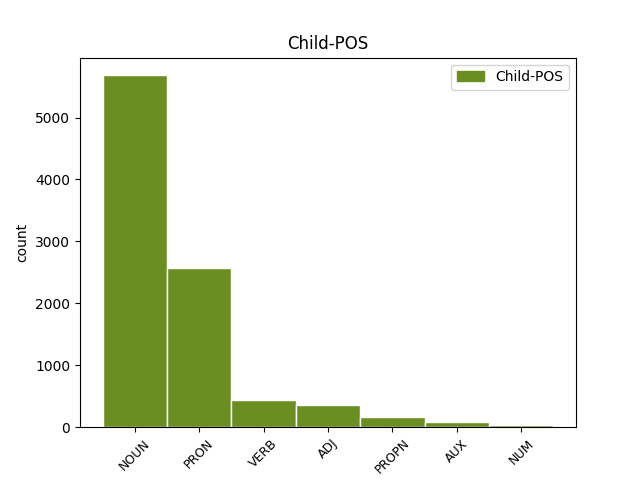 Child-POS
Child-POS
5000
4000
3000
2000
1000
0
count
NOUN
PRON
VERB
ADJ
PROPN
AUX
NUM